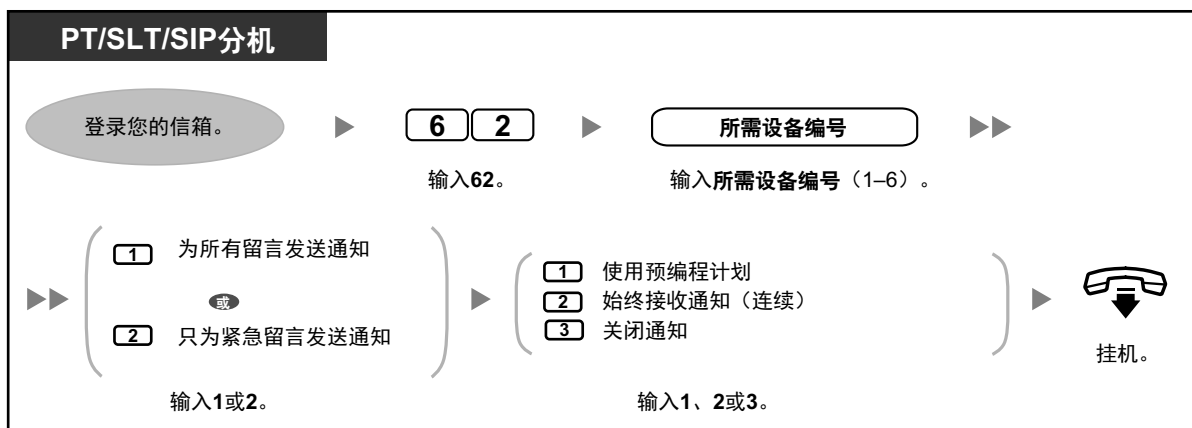 PT/SLT/SIP分机
登录您的信箱。
6 2
所需设备编号
输入62。
输入所需设备编号（1–6）。
1 为所有留言发送通知
或
2 只为紧急留言发送通知
输入1或2。
1 使用预编程计划
2 始终接收通知（连续）
3 关闭通知
输入1、2或3。
挂机。